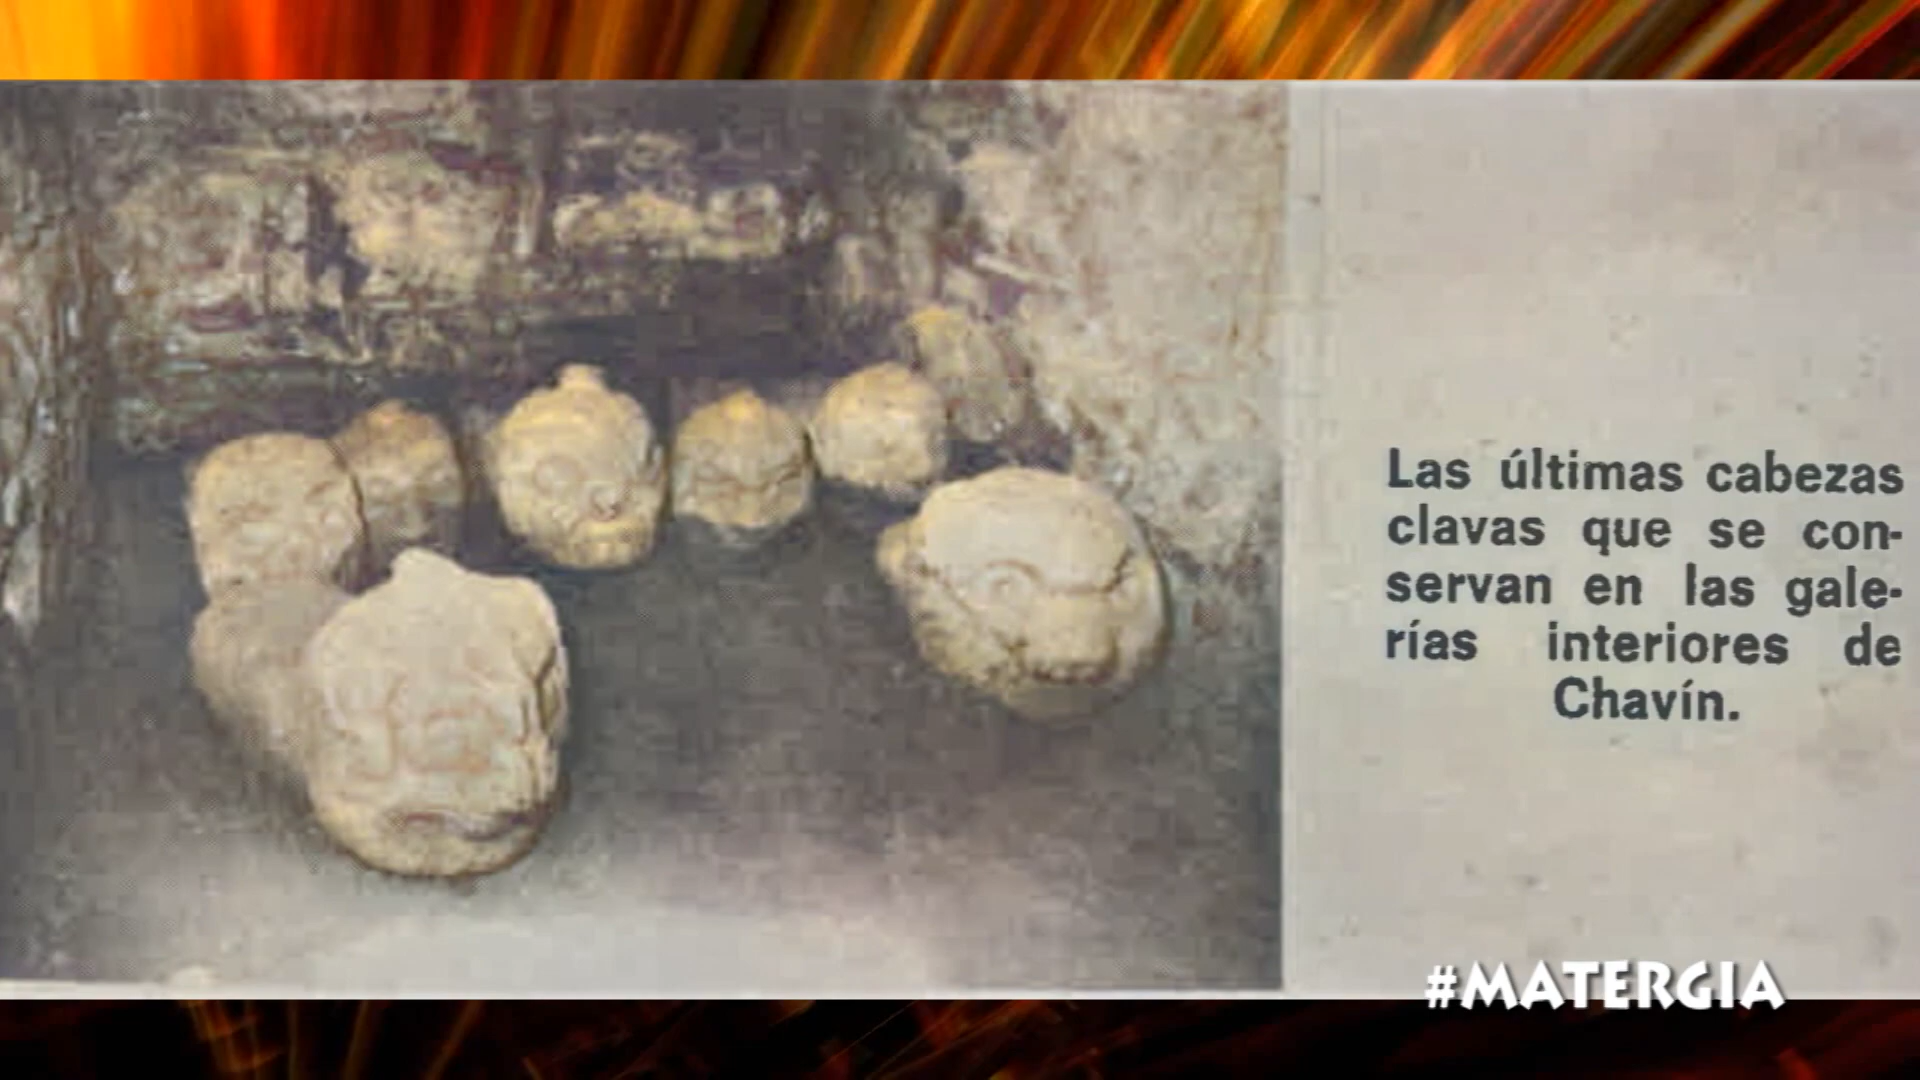 Las últimas cabezas
clavas que se con-
servan en las gale-
rías interiores de
Chavín.
#MATERGIA